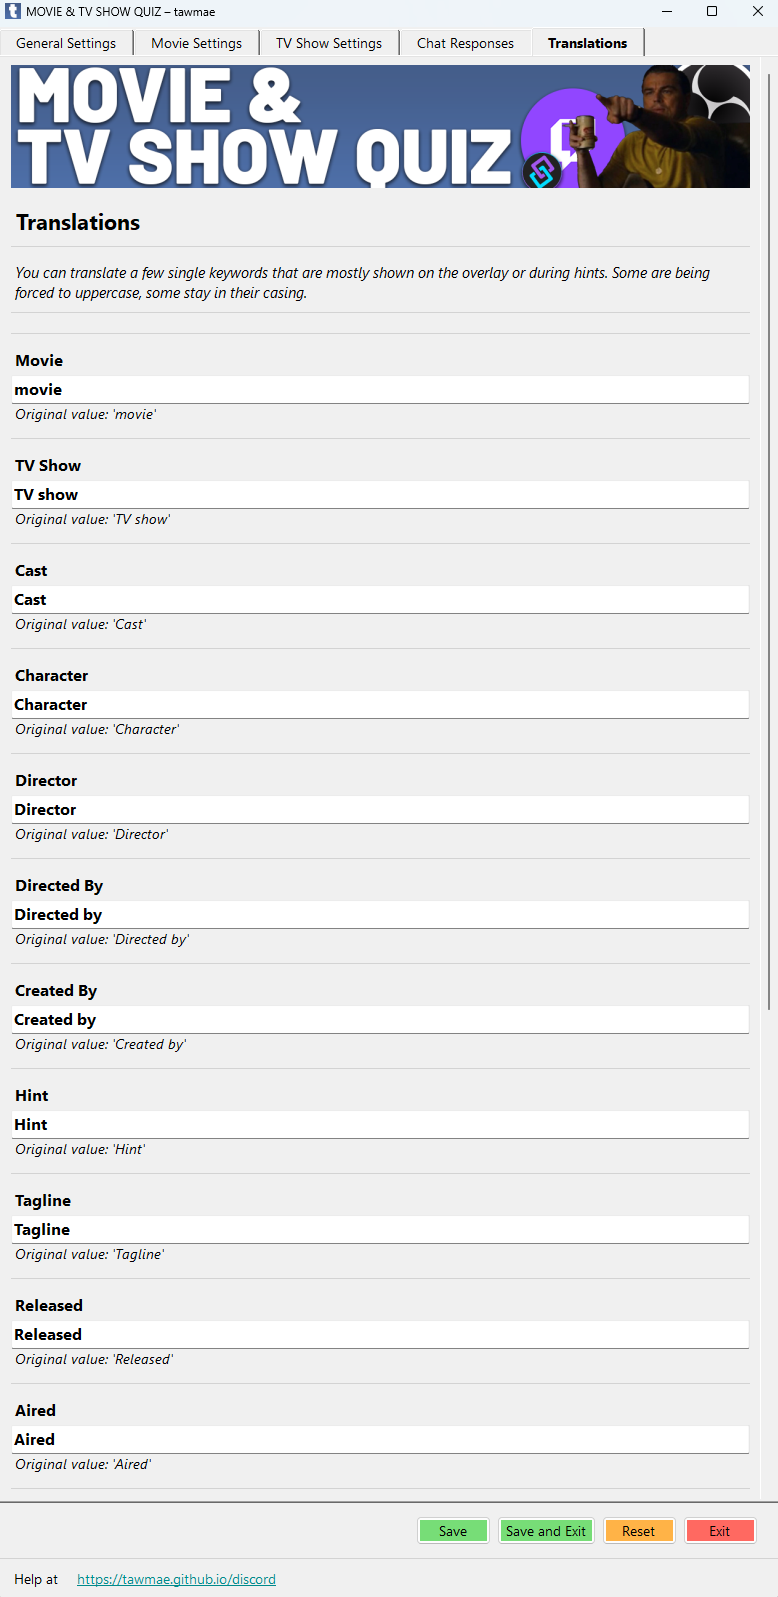 MOVIE & TV SHOW QUIZ – tawmae
General Settings
Movie Settings
TV Show Settings
Chat Responses
Translations
MOVIE &
TV SHOW QUIZ
Translations
You can translate a few single keywords that are mostly shown on the overlay or during hints. Some are being
forced to uppercase, some stay in their casing.
Movie
movie
Original value: 'movie'
TV Show
TV show
Original value: 'TV show'
Cast
Cast
Original value: 'Cast'
Character
Character
Original value: 'Character'
Director
Director
Original value: 'Director'
Directed By
Directed by
Original value: 'Directed by'
Created By
Created by
Original value: 'Created by'
Hint
Hint
Original value: 'Hint'
Tagline
Tagline
Original value: 'Tagline'
Released
Released
Original value: 'Released'
Aired
Aired
Original value: 'Aired'
Save
Save and Exit
Reset
Exit
Help at https://tawmae.github.io/discord